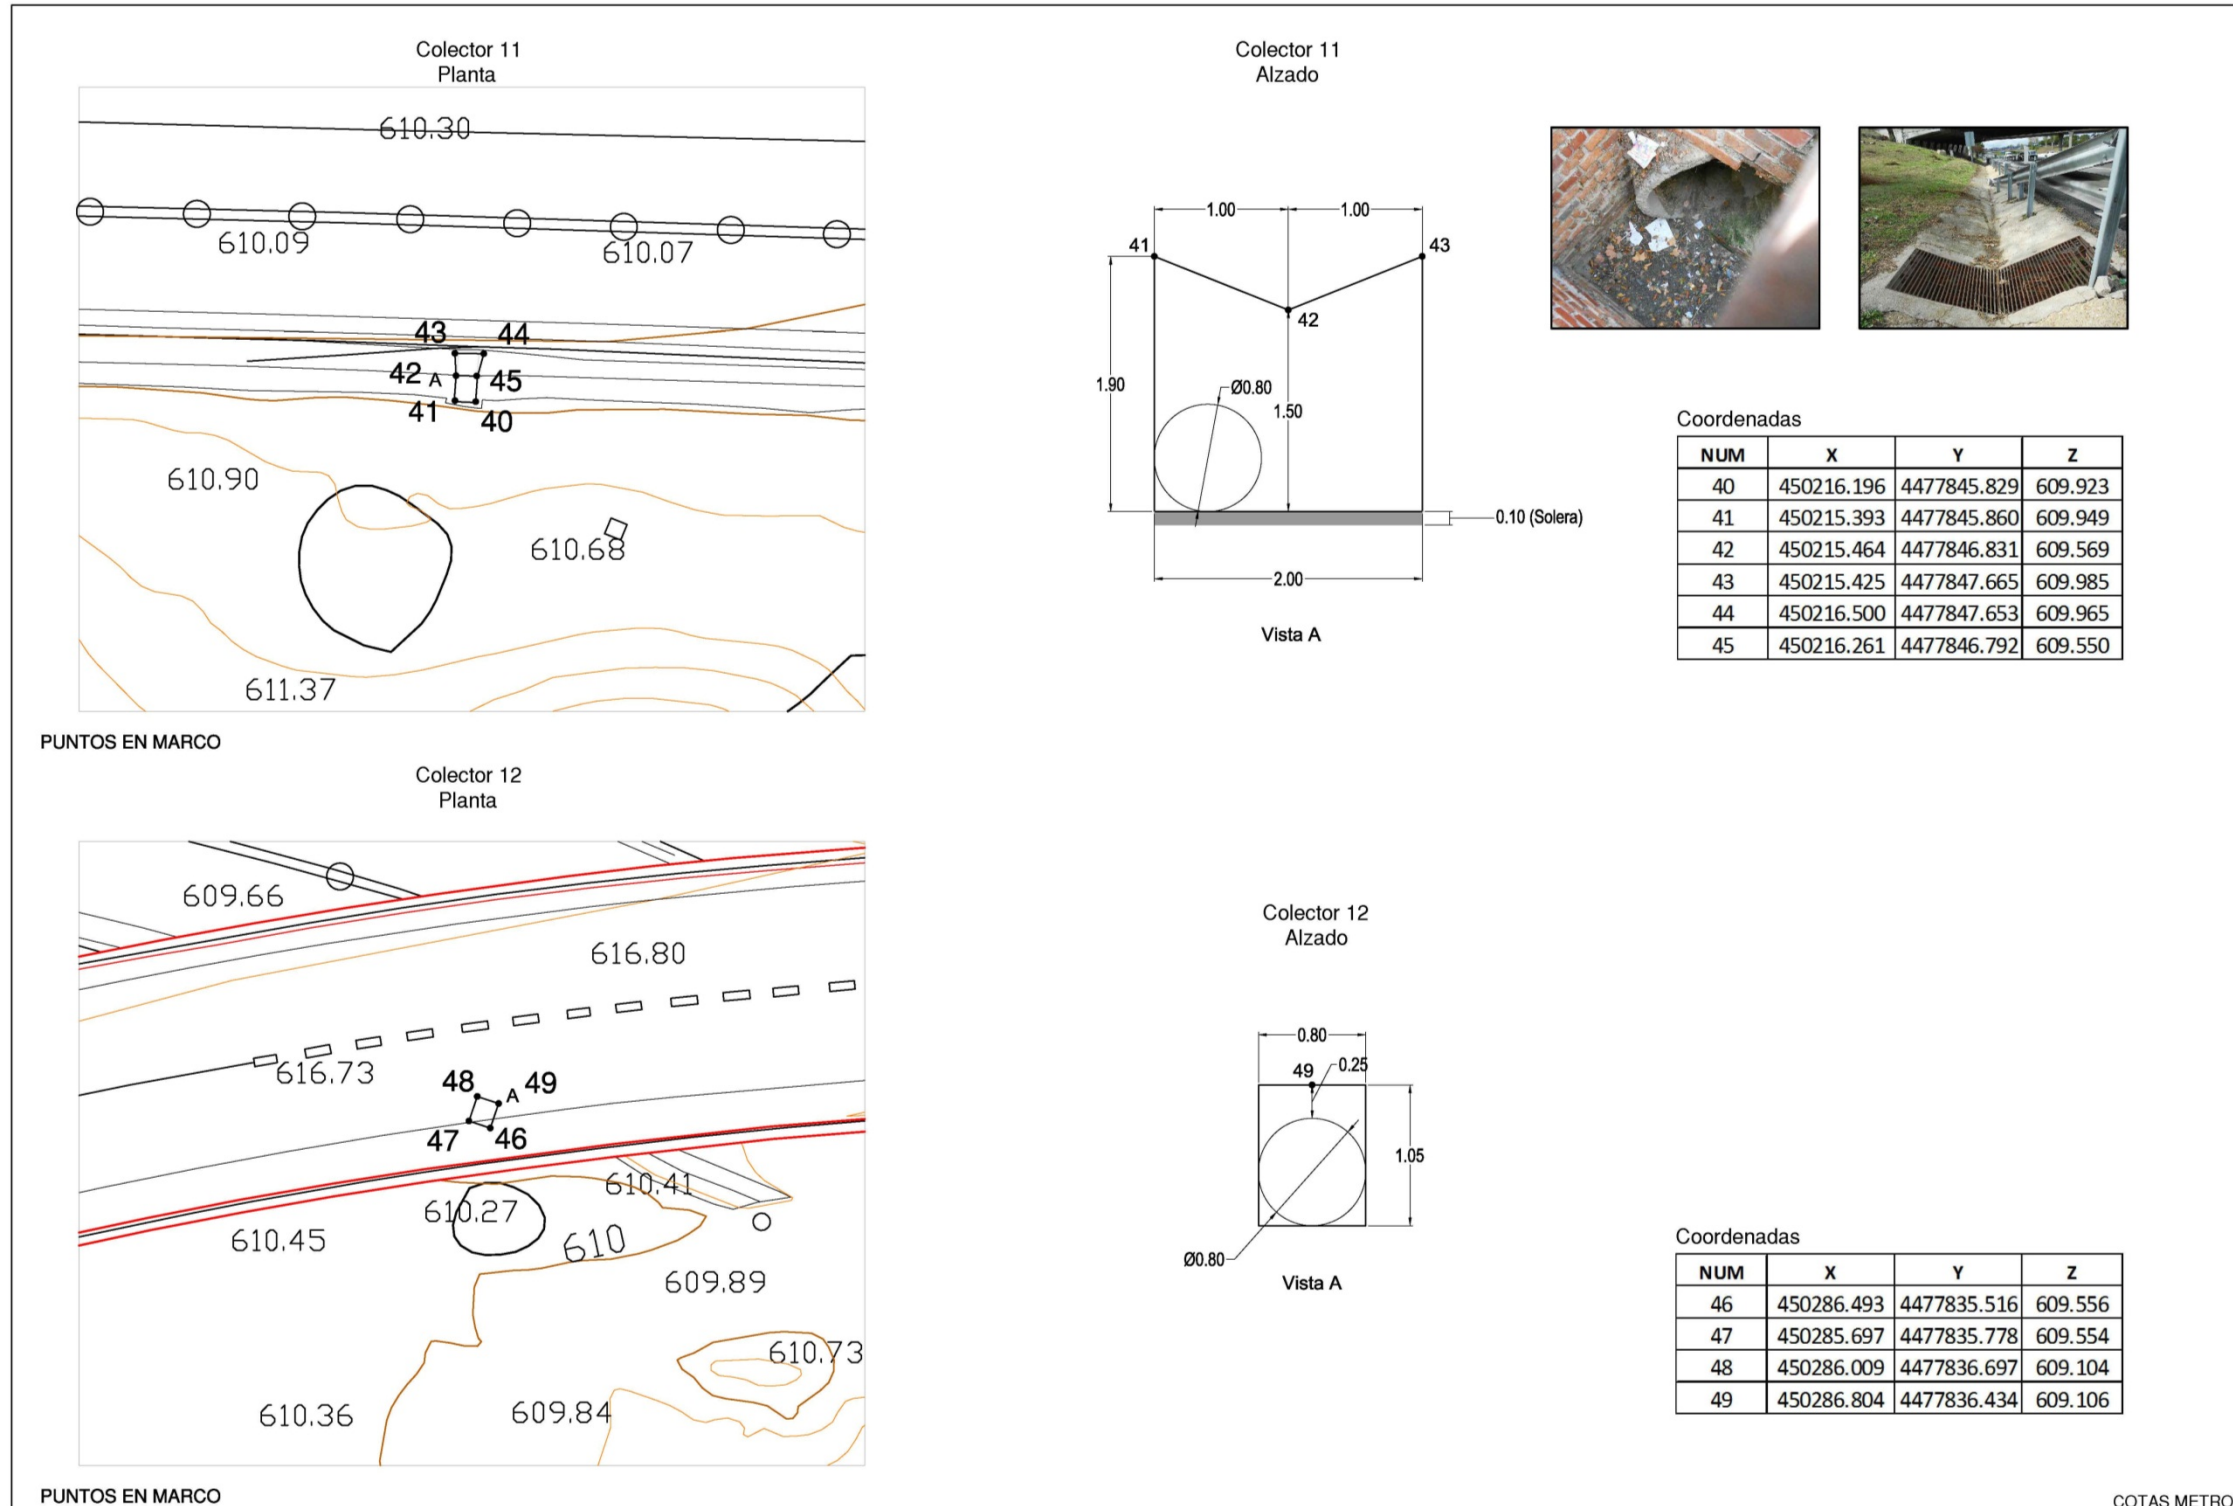 Colector 11
Planta
610.30
610.09
610.07
43
44
42
A
45
41
40
610.90
610.68
611.37
PUNTOS EN MARCO
Colector 11
Alzado
1.00
1.00
41
43
42
1.90
Ø0.80
1.50
0.10 (Solera)
2.00
Vista A
Coordenadas
NUM X Y Z
40 450216.196 4477845.829 609.923
41 450215.393 4477845.860 609.949
42 450215.464 4477846.831 609.569
43 450215.425 4477847.665 609.985
44 450216.500 4477847.653 609.965
45 450216.261 4477846.792 609.550
Colector 12
Planta
609.66
616.80
616.73
48
A
49
47
46
610.41
610.27
610.45
610
609.89
610.73
610.36
609.84
PUNTOS EN MARCO
Colector 12
Alzado
0.80
49
0.25
1.05
Ø0.80
Vista A
Coordenadas
NUM X Y Z
46 450286.493 4477835.516 609.556
47 450285.697 4477835.778 609.554
48 450286.009 4477836.697 609.104
49 450286.804 4477836.434 609.106
COTAS METRO